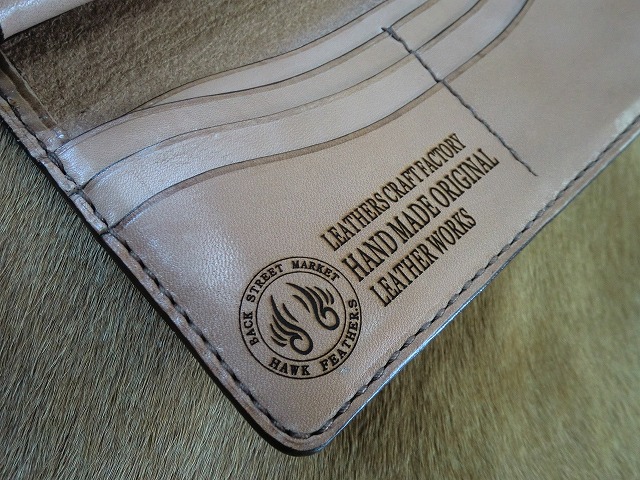 LEATHERS CRAFT FACTORY
HAND MADE ORIGINAL
LEATHER WORKS
BACK STREET MARKET
HAWK FEATHERS